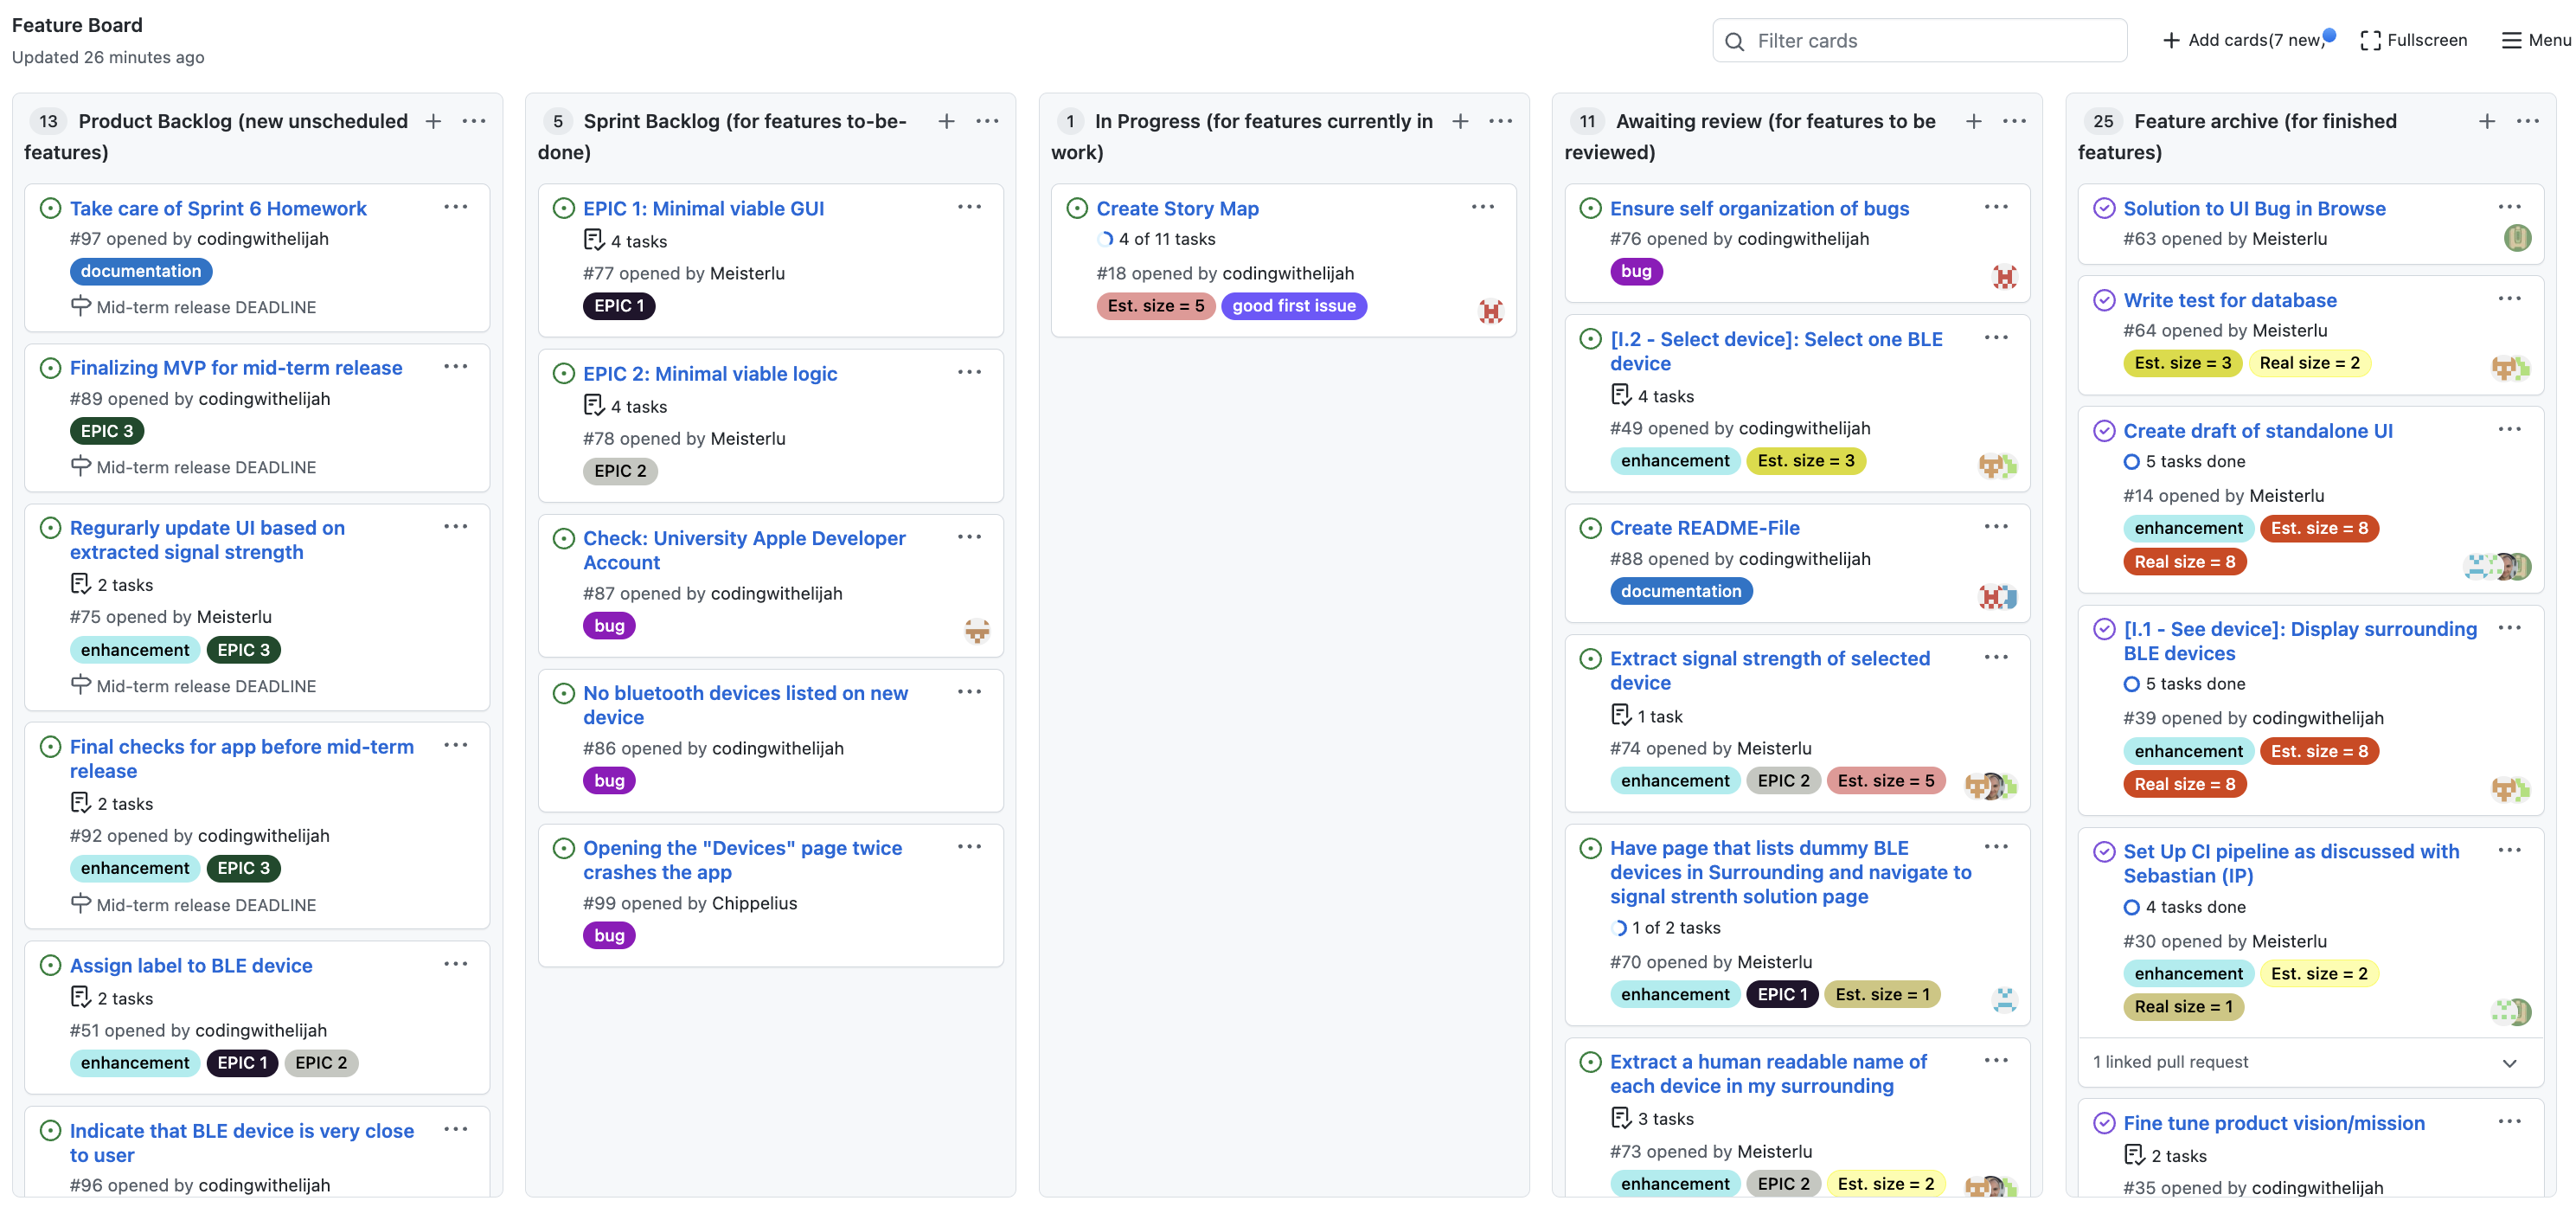 Feature Board
Updated 26 minutes ago
Filter cards
Add cards(7 new)
Fullscreen
Menu
13 Product Backlog (new unscheduled
features)
Take care of Sprint 6 Homework
#97 opened by codingwithelijah
documentation
Mid-term release DEADLINE
Finalizing MVP for mid-term release
#89 opened by codingwithelijah
EPIC 3
Mid-term release DEADLINE
Regurarly update UI based on
extracted signal strength
2 tasks
#75 opened by Meisterlu
enhancement EPIC 3
Mid-term release DEADLINE
Final checks for app before mid-term
release
2 tasks
#92 opened by codingwithelijah
enhancement EPIC 3
Mid-term release DEADLINE
Assign label to BLE device
2 tasks
#51 opened by codingwithelijah
enhancement EPIC 1 EPIC 2
Indicate that BLE device is very close
to user
#96 opened by codingwithelijah
5 Sprint Backlog (for features to-be-
done)
EPIC 1: Minimal viable GUI
4 tasks
#77 opened by Meisterlu
EPIC 1
EPIC 2: Minimal viable logic
4 tasks
#78 opened by Meisterlu
EPIC 2
Check: University Apple Developer
Account
#87 opened by codingwithelijah
bug
No bluetooth devices listed on new
device
#86 opened by codingwithelijah
bug
Opening the "Devices" page twice
crashes the app
#99 opened by Chippelius
bug
1 In Progress (for features currently in
work)
Create Story Map
4 of 11 tasks
#18 opened by codingwithelijah
Est. size = 5 good first issue
11 Awaiting review (for features to be
reviewed)
Ensure self organization of bugs
#76 opened by codingwithelijah
bug
[I.2 - Select device]: Select one BLE
device
4 tasks
#49 opened by codingwithelijah
enhancement Est. size = 3
Create README-File
#88 opened by codingwithelijah
documentation
Extract signal strength of selected
device
1 task
#74 opened by Meisterlu
enhancement EPIC 2 Est. size = 5
Have page that lists dummy BLE
devices in Surrounding and navigate to
signal strenth solution page
1 of 2 tasks
#70 opened by Meisterlu
enhancement EPIC 1 Est. size = 1
Extract a human readable name of
each device in my surrounding
3 tasks
#73 opened by Meisterlu
enhancement EPIC 2 Est. size = 2
25 Feature archive (for finished
features)
Solution to UI Bug in Browse
#63 opened by Meisterlu
Write test for database
#64 opened by Meisterlu
Est. size = 3 Real size = 2
Create draft of standalone UI
5 tasks done
#14 opened by Meisterlu
enhancement Est. size = 8
Real size = 8
[I.1 - See device]: Display surrounding
BLE devices
5 tasks done
#39 opened by codingwithelijah
enhancement Est. size = 8
Real size = 8
Set Up CI pipeline as discussed with
Sebastian (IP)
4 tasks done
#30 opened by Meisterlu
enhancement Est. size = 2
Real size = 1
1 linked pull request
Fine tune product vision/mission
2 tasks
#35 opened by codingwithelijah